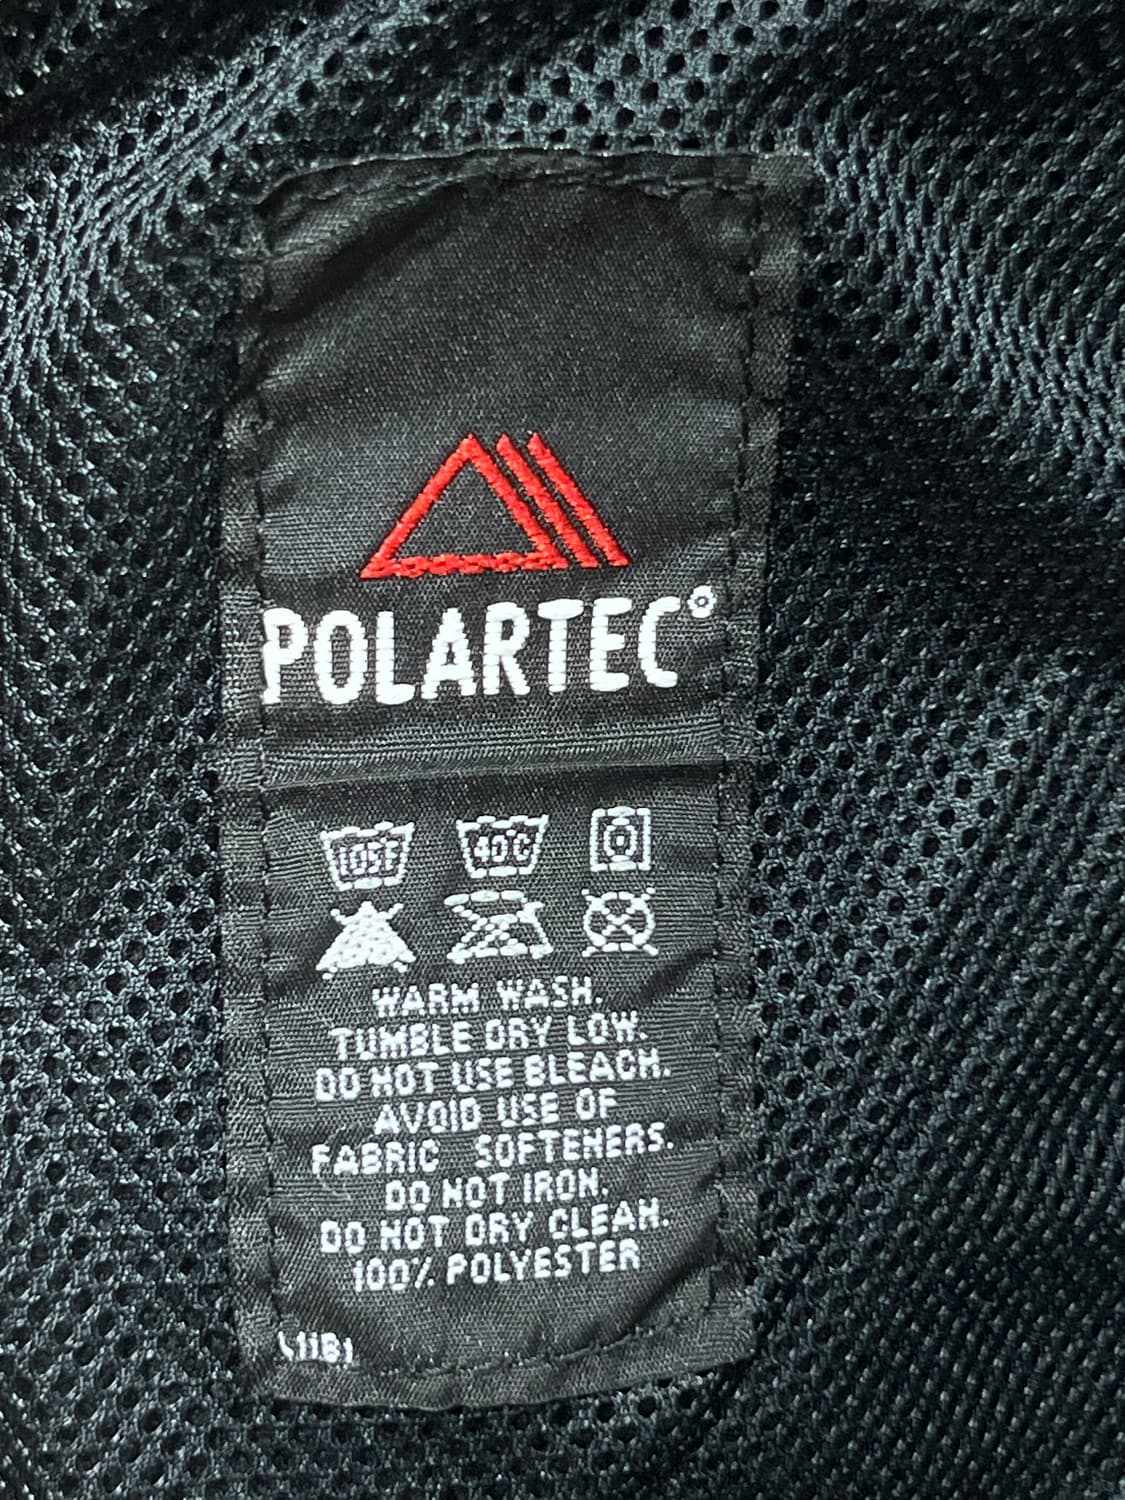 POLARTEC®
105F 40°C
WARM WASH.
TUMBLE DRY LOW.
DO NOT USE BLEACH.
AVOID USE OF
FABRIC SOFTENERS.
DO NOT IRON.
DO NOT DRY CLEAN.
100% POLYESTER